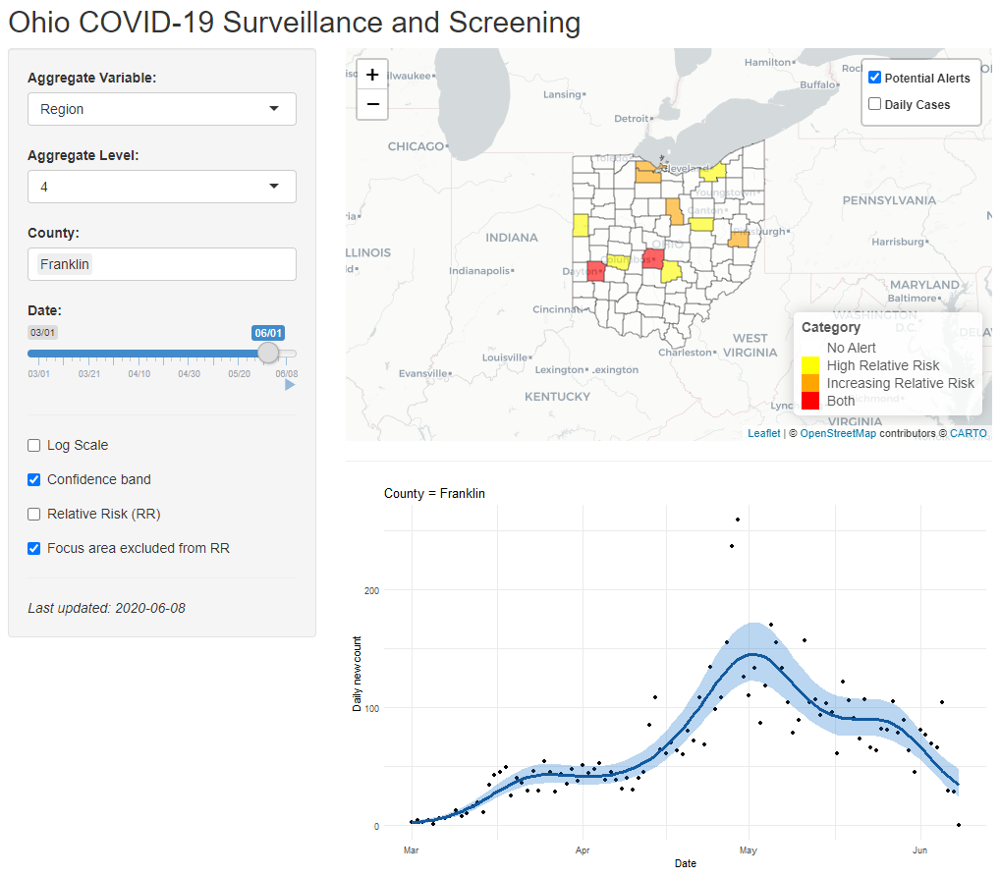 Ohio COVID-19 Surveillance and Screening
Aggregate Variable:
Region
Aggregate Level:
4
County:
Franklin
Date:
03/01
06/01
03/01 03/21 04/10 04/30 05/20 06/08
Log Scale
Confidence band
Relative Risk (RR)
Focus area excluded from RR
Last updated: 2020-06-08
+
−
Potential Alerts
Daily Cases
Hamilton
Buffalo
Lansing
Detroit
CHICAGO
Toledo
Cleveland
Youngstown
Canton
Pittsburgh
PENNSYLVANIA
Harrisburg
INDIANA
OHIO
ILLINOIS
Indianapolis
Columbus
Dayton
MARYLAND
Baltimore
Cincinnati
WASHINGTON,
D.C.
WEST
VIRGINIA
Charleston
Louisville
Evansville
Lexington
KENTUCKY
VIRGINIA
Category
No Alert
High Relative Risk
Increasing Relative Risk
Both
Leaflet | © OpenStreetMap contributors © CARTO
County = Franklin
200
100
0
Daily new count
Mar Apr May Jun
Date